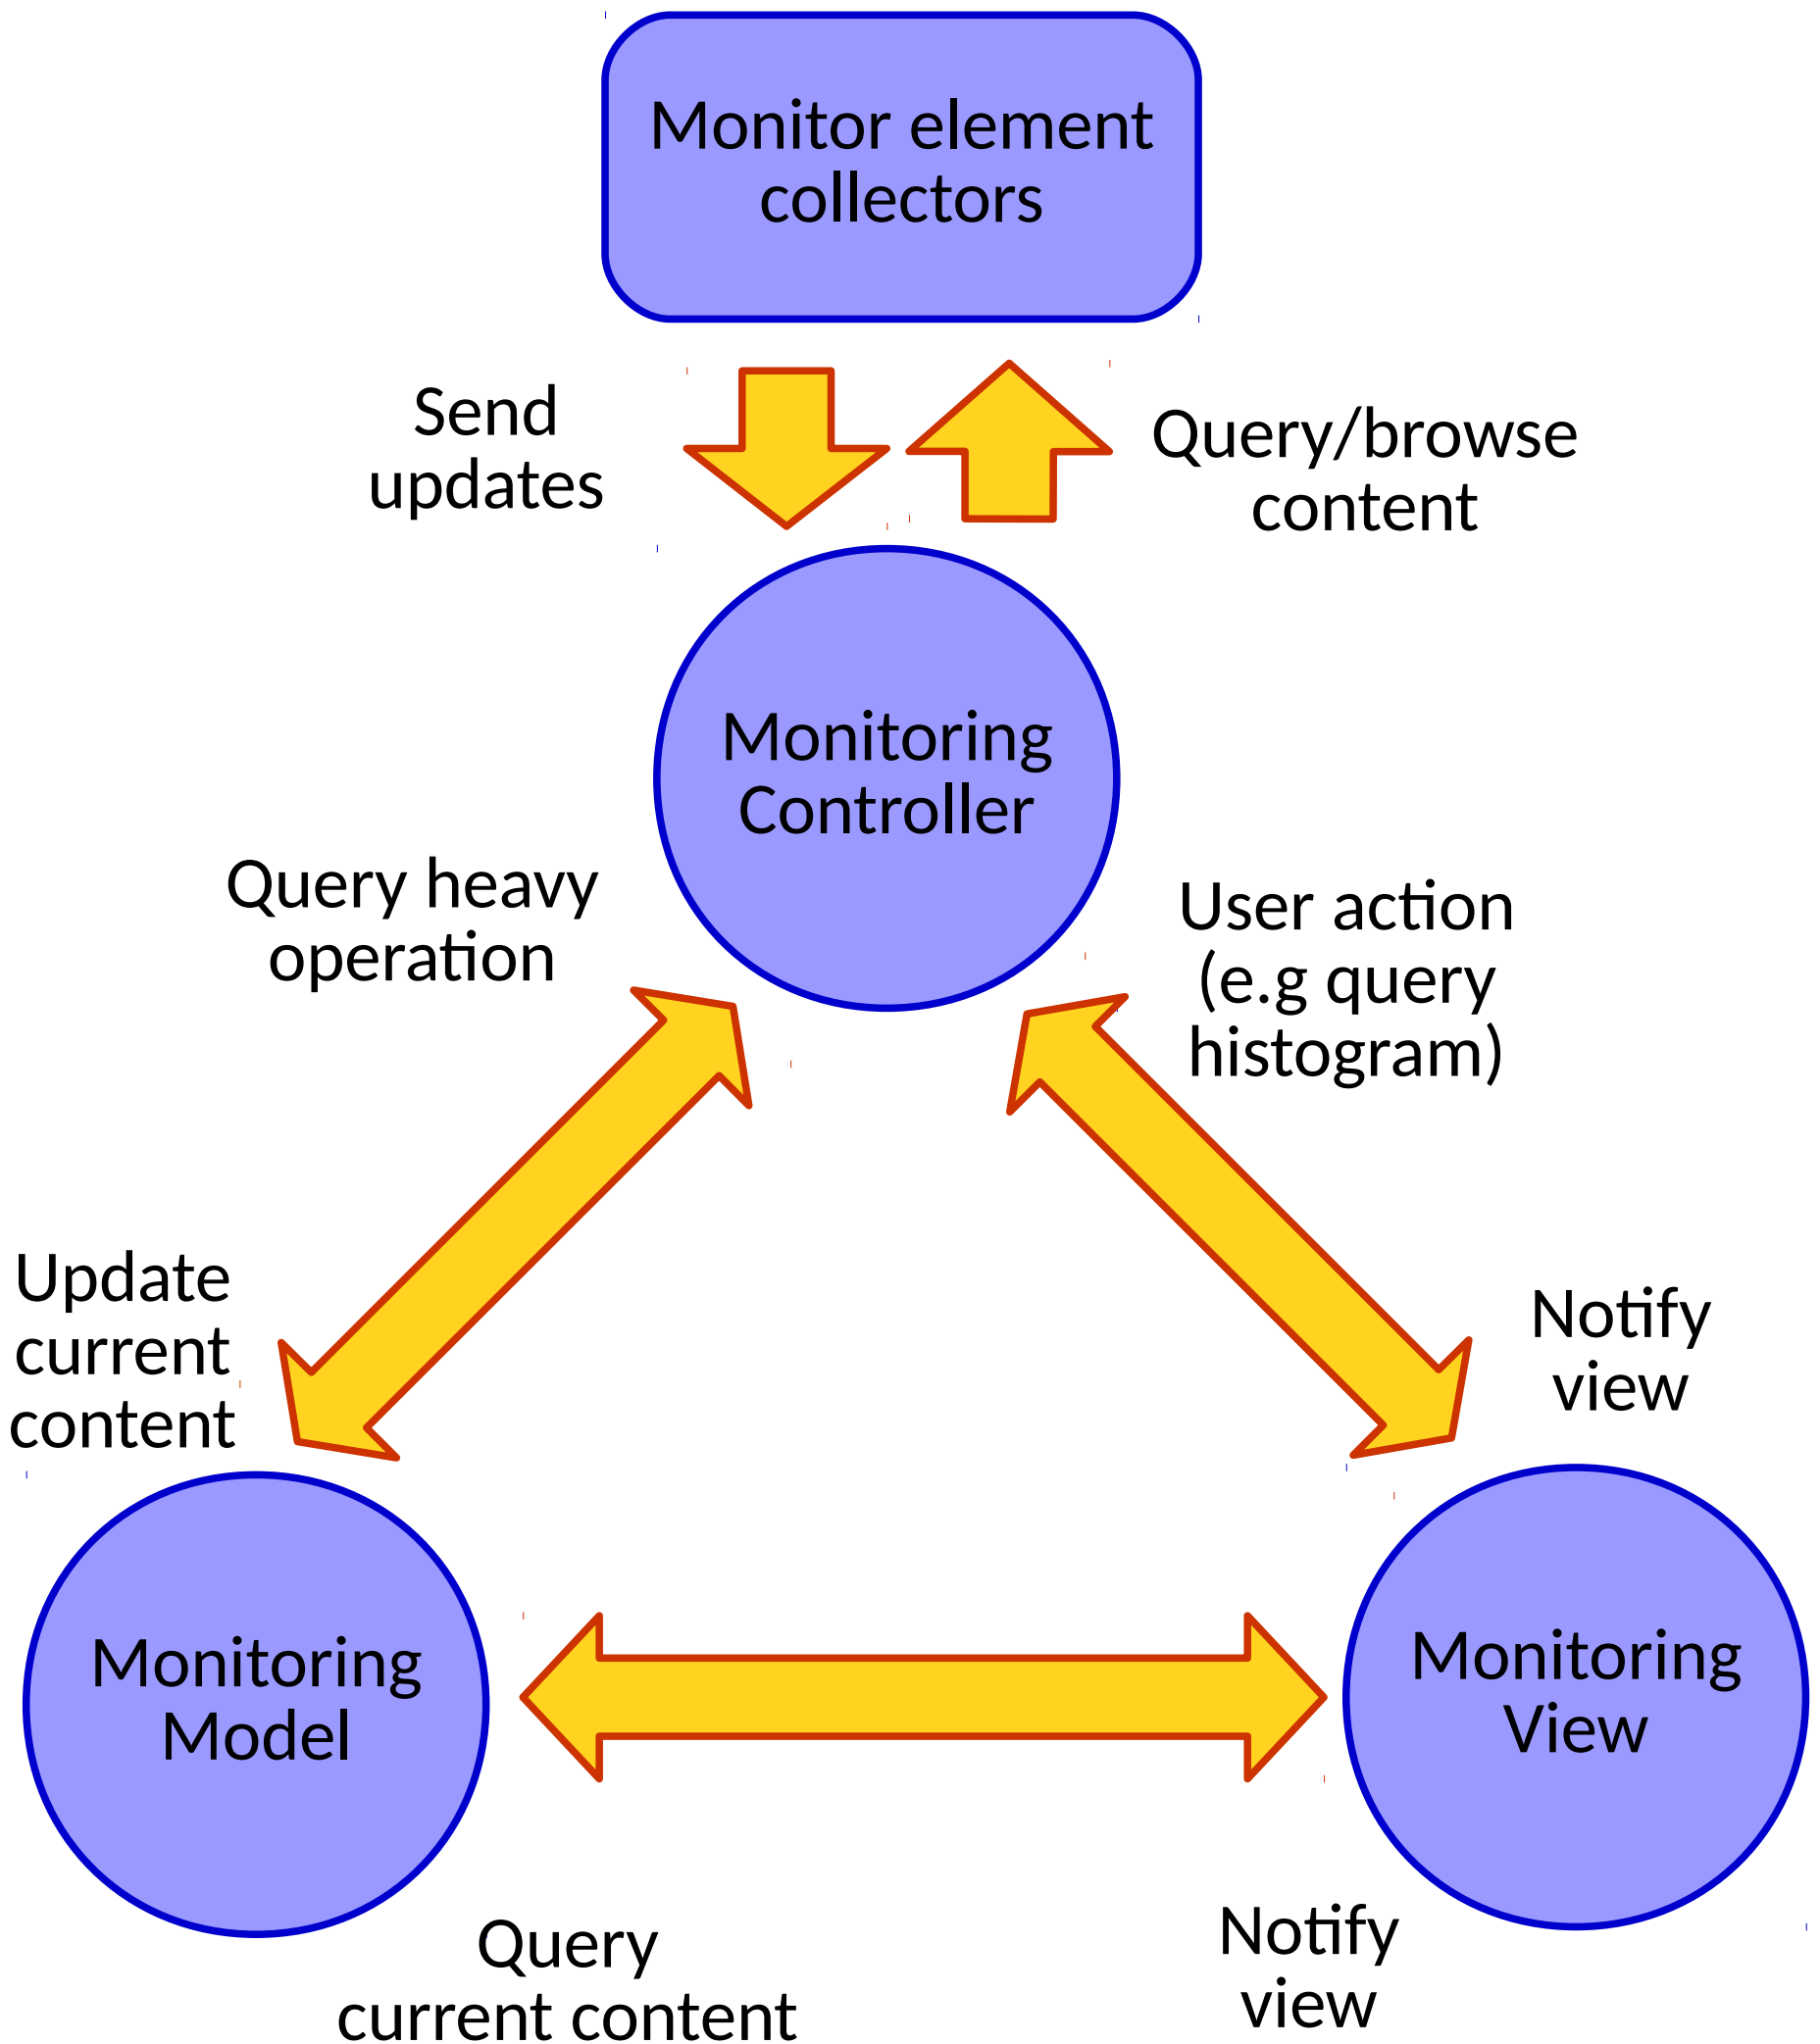 Monitor element
collectors
Send
updates
Query/browse
content
Monitoring
Controller
Query heavy
operation
User action
(e.g query
histogram)
Update
current
content
Notify
view
Monitoring
Model
Monitoring
View
Query
current content
Notify
view